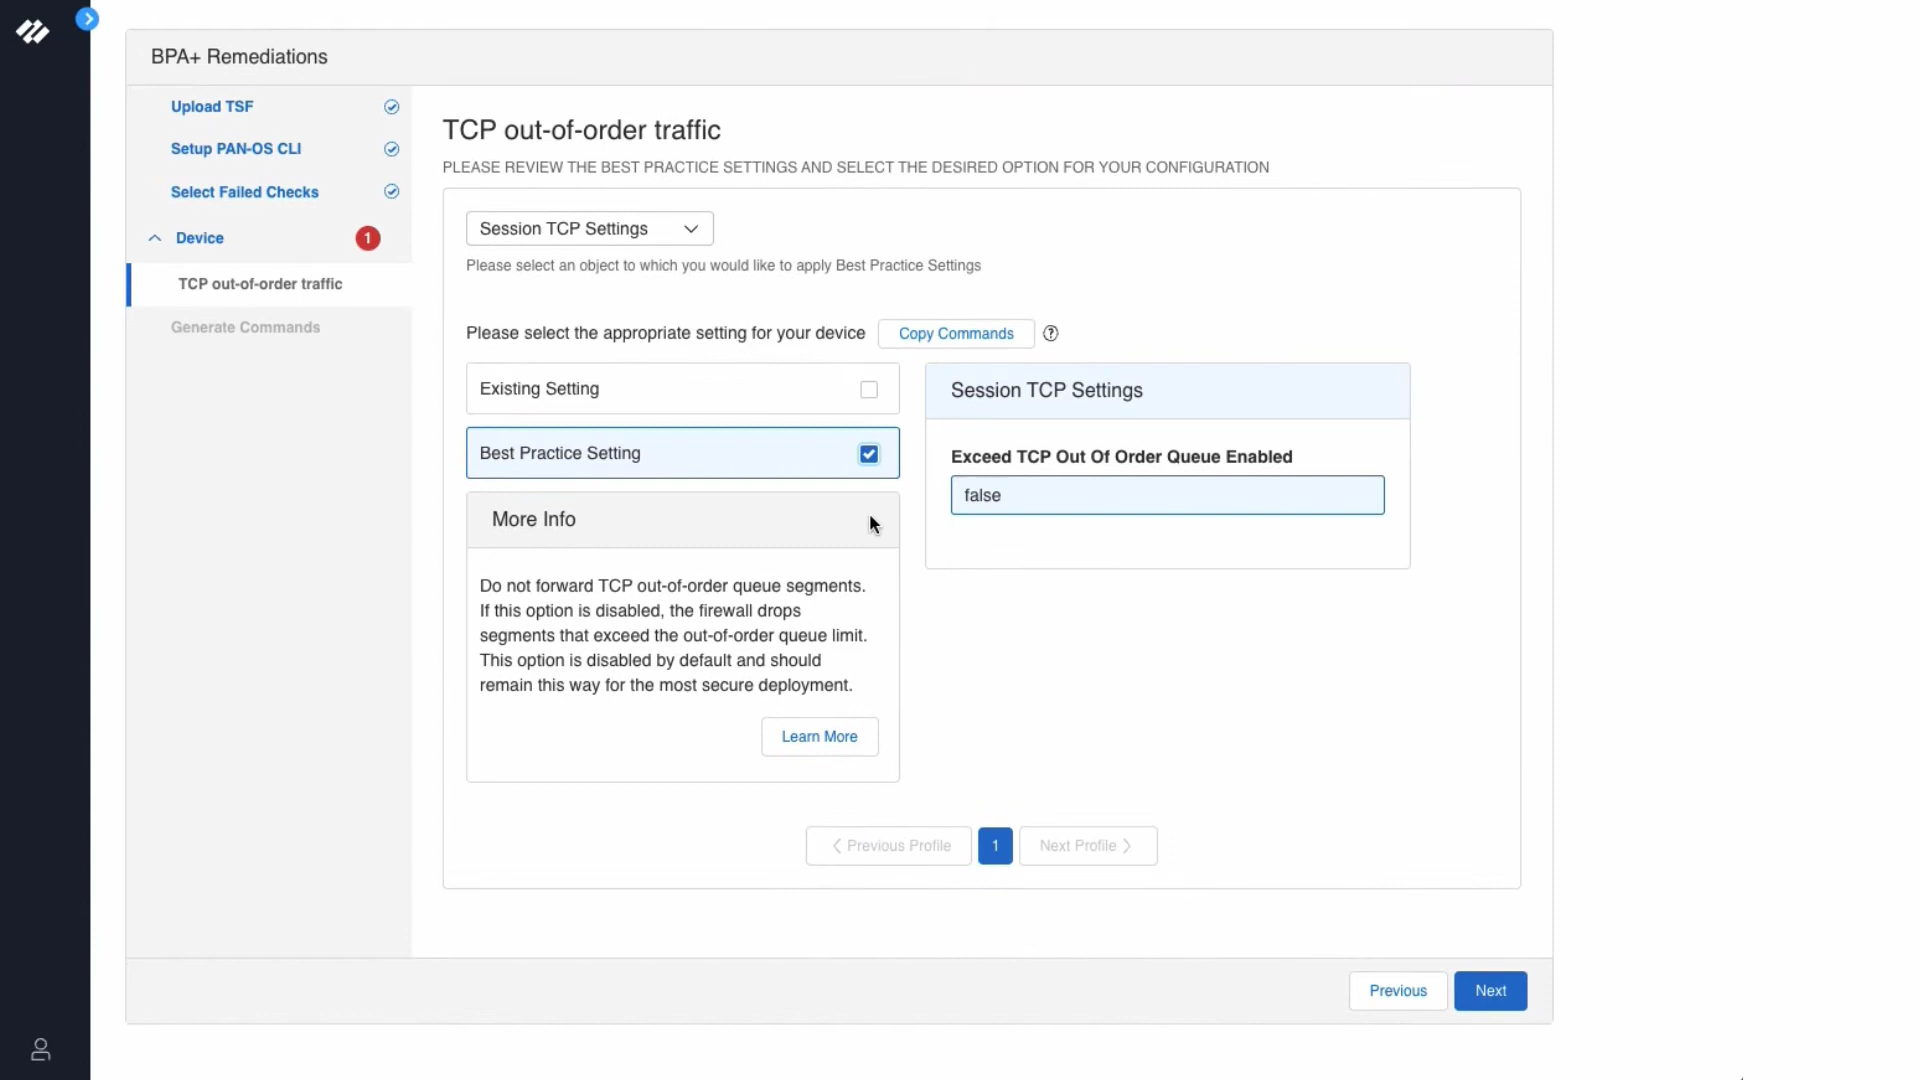 BPA+ Remediations
Upload TSF
Setup PAN-OS CLI
Select Failed Checks
Device
1
TCP out-of-order traffic
Generate Commands
TCP out-of-order traffic
PLEASE REVIEW THE BEST PRACTICE SETTINGS AND SELECT THE DESIRED OPTION FOR YOUR CONFIGURATION
Session TCP Settings
Please select an object to which you would like to apply Best Practice Settings
Please select the appropriate setting for your device
Copy Commands
?
Existing Setting
Best Practice Setting
More Info
Do not forward TCP out-of-order queue segments.
If this option is disabled, the firewall drops
segments that exceed the out-of-order queue limit.
This option is disabled by default and should
remain this way for the most secure deployment.
Learn More
Session TCP Settings
Exceed TCP Out Of Order Queue Enabled
false
Previous Profile
1
Next Profile
Previous
Next